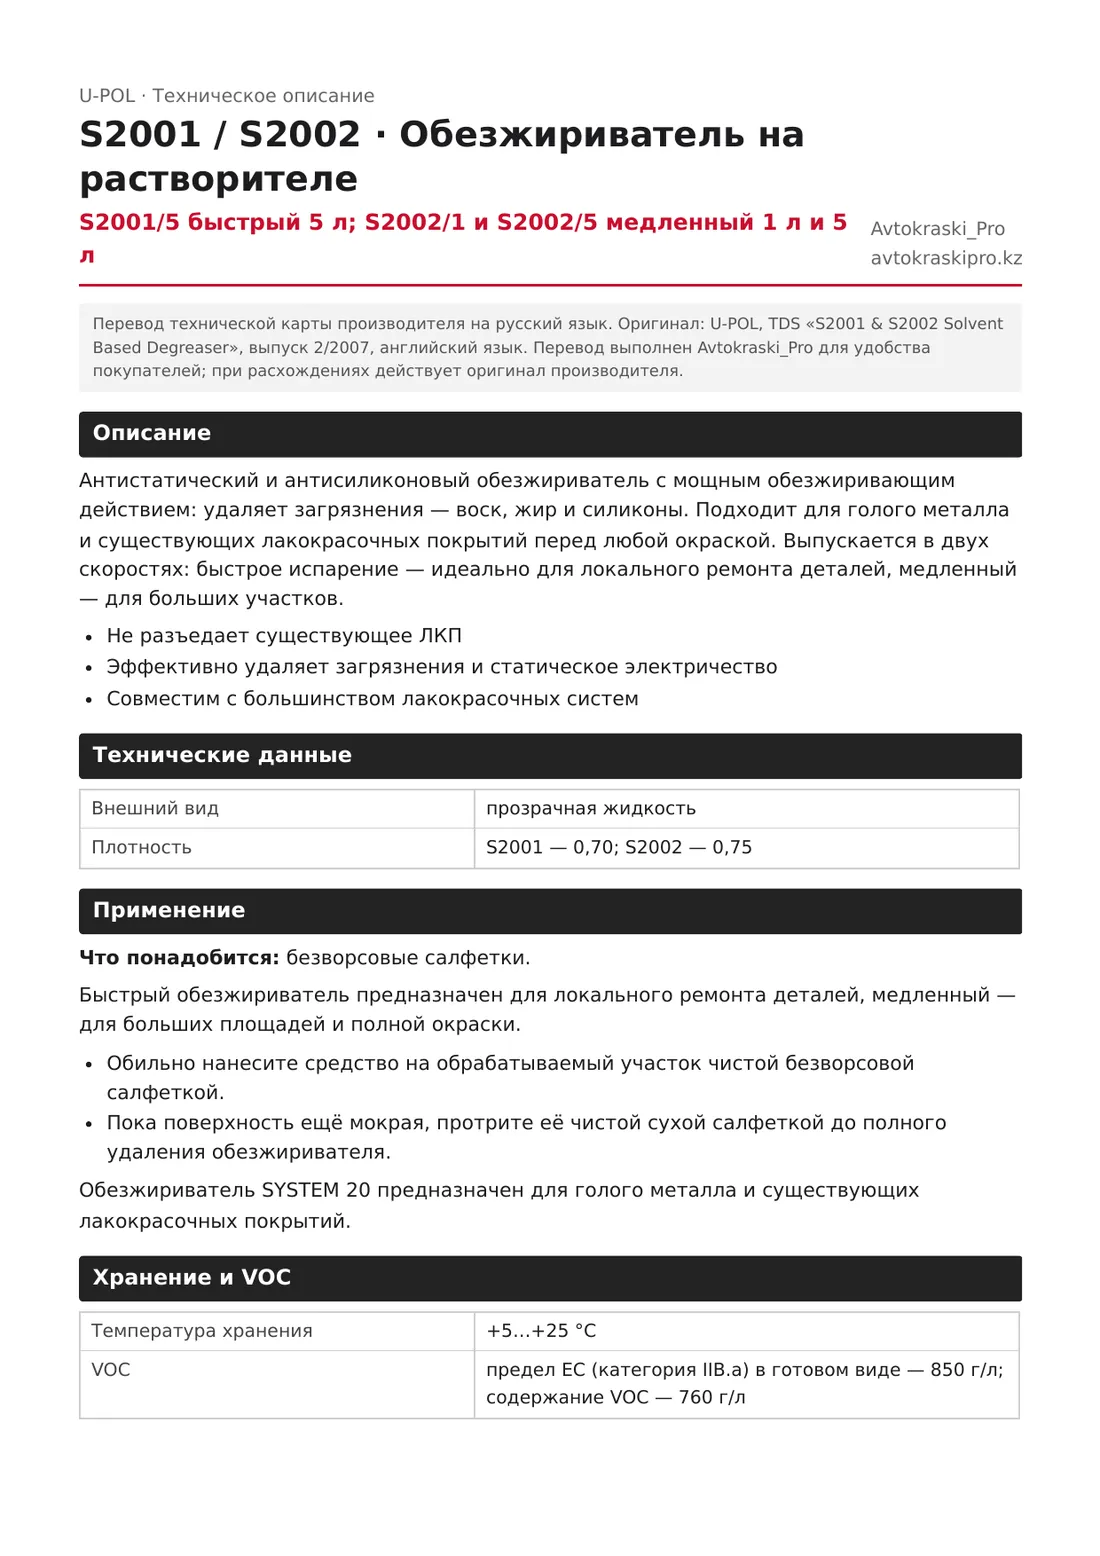 U-POL · Техническое описание
S2001 / S2002 · Обезжириватель на
растворителе
S2001/5 быстрый 5 л; S2002/1 и S2002/5 медленный 1 л и 5
л
Avtokraski_Pro
avtokraskipro.kz
Перевод технической карты производителя на русский язык. Оригинал: U-POL, TDS «S2001 & S2002 Solvent
Based Degreaser», выпуск 2/2007, английский язык. Перевод выполнен Avtokraski_Pro для удобства
покупателей; при расхождениях действует оригинал производителя.
Описание
Антистатический и антисиликоновый обезжириватель с мощным обезжиривающим
действием: удаляет загрязнения — воск, жир и силиконы. Подходит для голого металла
и существующих лакокрасочных покрытий перед любой окраской. Выпускается в двух
скоростях: быстрое испарение — идеально для локального ремонта деталей, медленный
— для больших участков.
• Не разъедает существующее ЛКП
• Эффективно удаляет загрязнения и статическое электричество
• Совместим с большинством лакокрасочных систем
Технические данные
Внешний вид прозрачная жидкость
Плотность S2001 — 0,70; S2002 — 0,75
Применение
Что понадобится: безворсовые салфетки.
Быстрый обезжириватель предназначен для локального ремонта деталей, медленный —
для больших площадей и полной окраски.
• Обильно нанесите средство на обрабатываемый участок чистой безворсовой
салфеткой.
• Пока поверхность ещё мокрая, протрите её чистой сухой салфеткой до полного
удаления обезжиривателя.
Обезжириватель SYSTEM 20 предназначен для голого металла и существующих
лакокрасочных покрытий.
Хранение и VOC
Температура хранения +5…+25 °C
VOC предел ЕС (категория IIB.a) в готовом виде — 850 г/л;
содержание VOC — 760 г/л